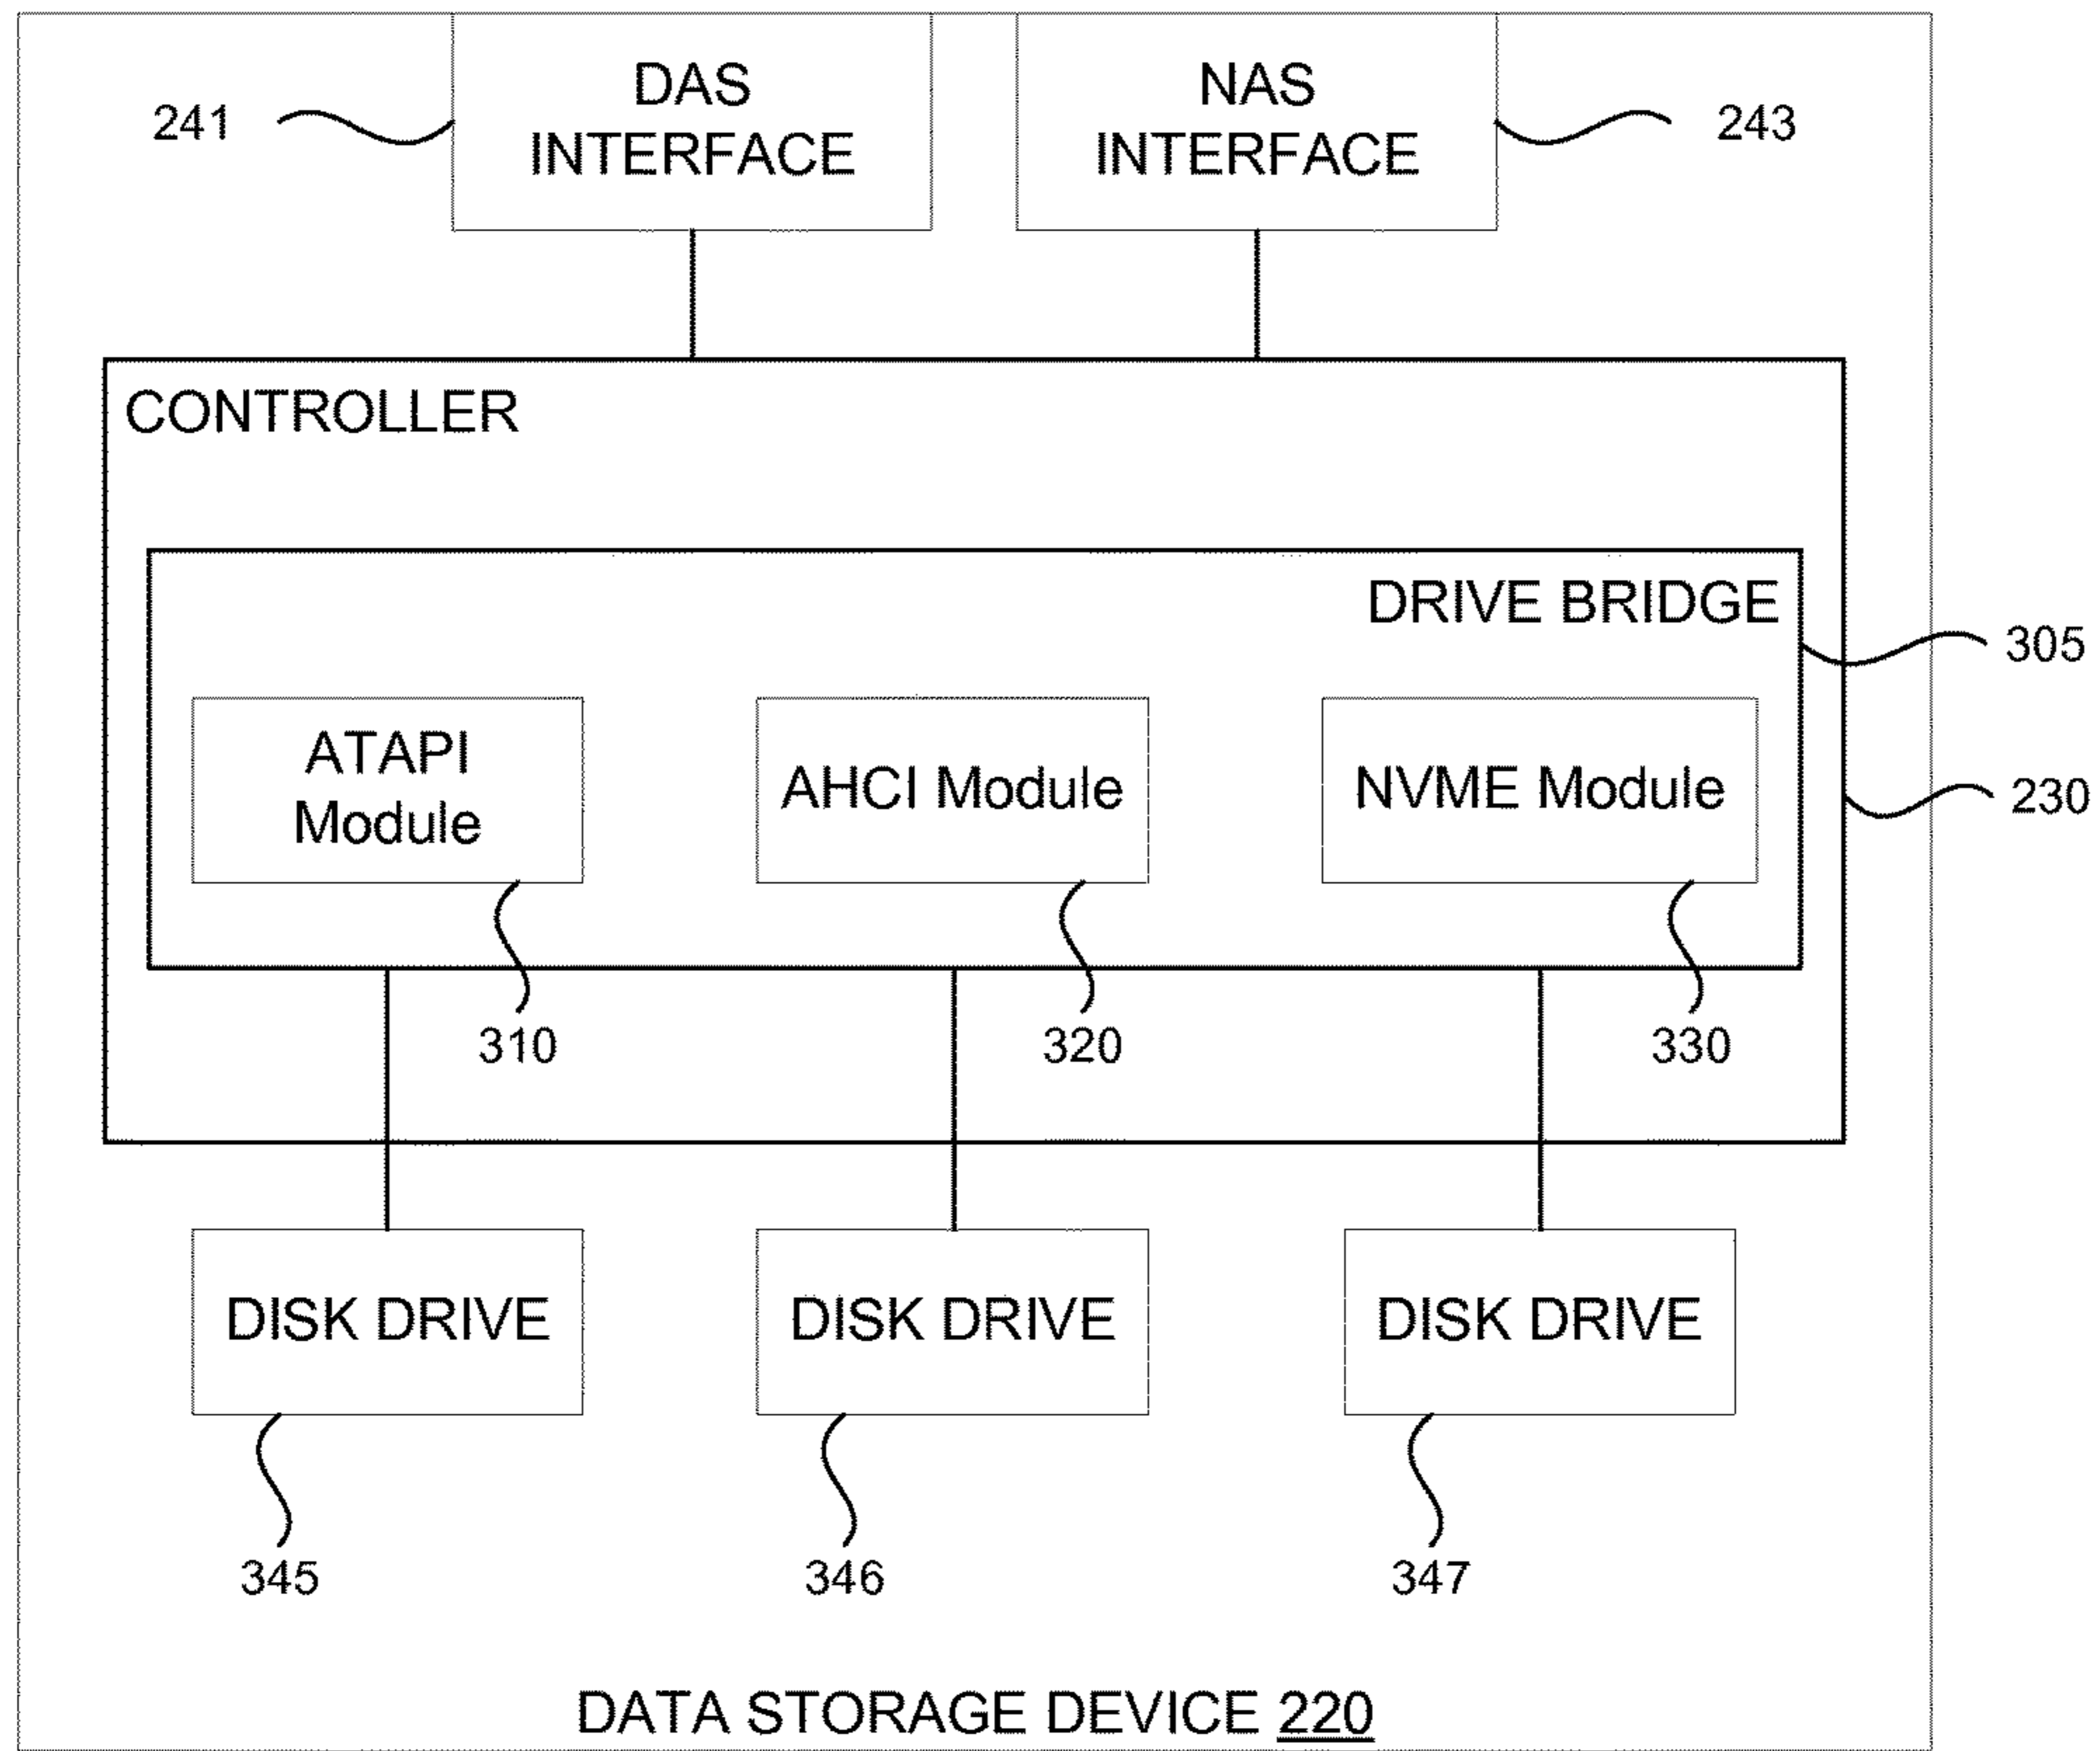 DAS
INTERFACE
NAS
INTERFACE
241
243
CONTROLLER
DRIVE BRIDGE
305
ATAPI
Module
AHCI Module
NVME Module
230
310
320
330
DISK DRIVE
DISK DRIVE
DISK DRIVE
345
346
347
DATA STORAGE DEVICE 220